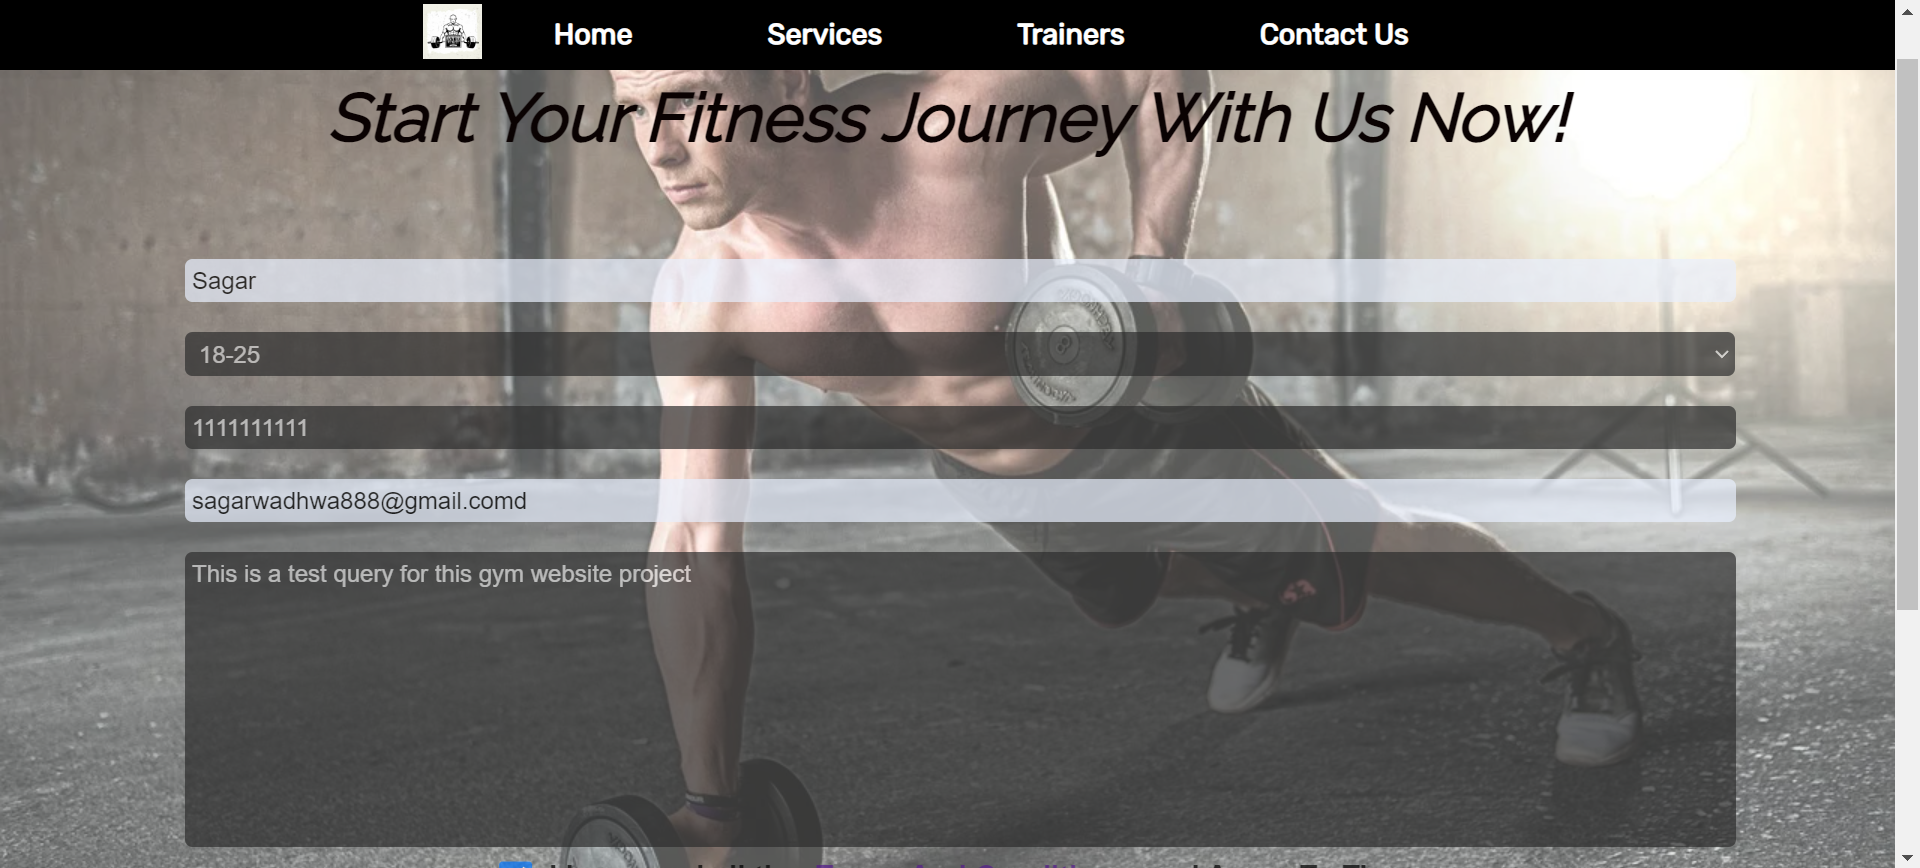 Home Services Trainers Contact Us
Start Your Fitness Journey With Us Now!
Sagar
18-25
1111111111
sagarwadhwa888@gmail.comd
This is a test query for this gym website project